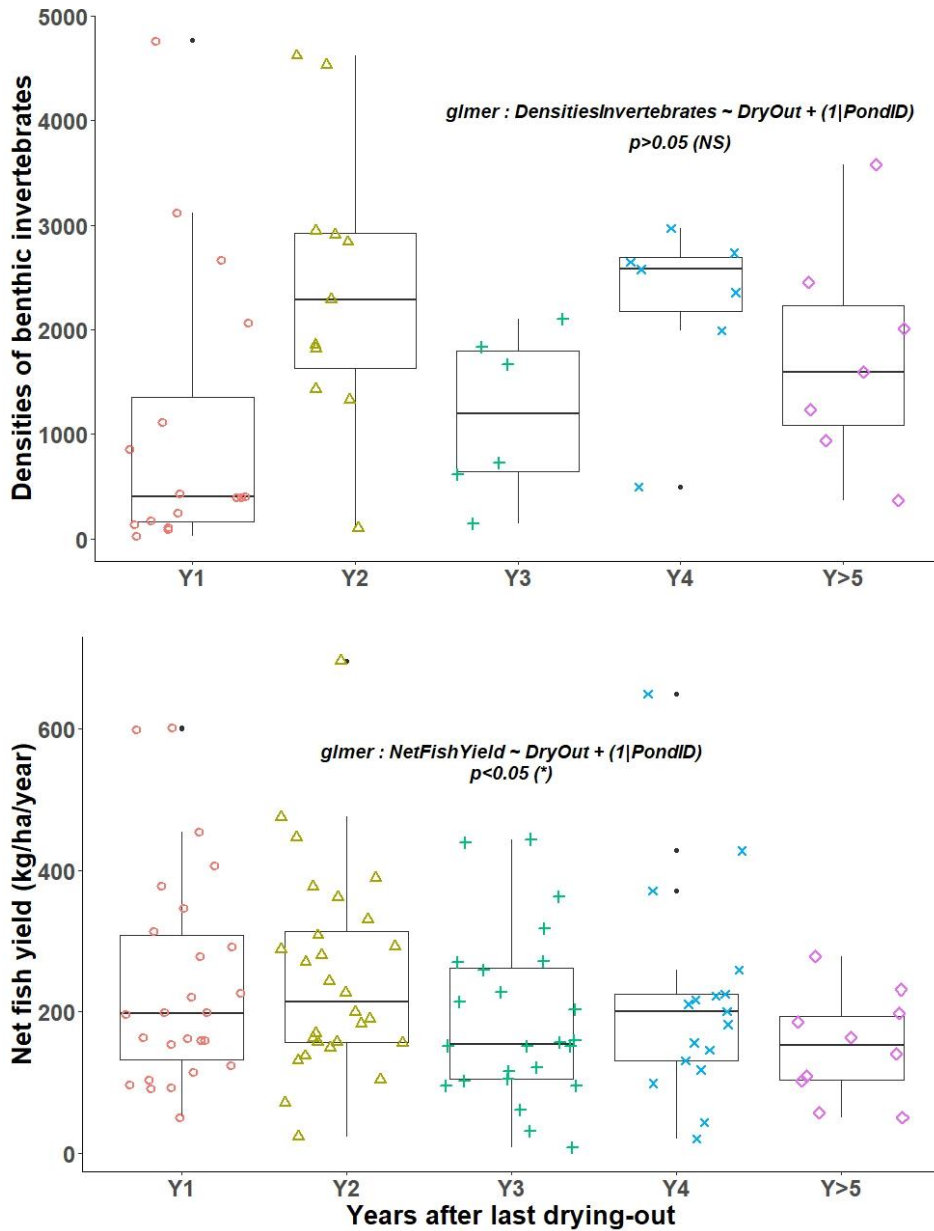 5000
4000
3000
2000
1000
0
Densities of benthic invertebrates
glmer : DensitiesInvertebrates ~ DryOut + (1|PondID)
p>0.05 (NS)
Y1 Y2 Y3 Y4 Y>5
600
400
200
0
Net fish yield (kg/ha/year)
glmer : NetFishYield ~ DryOut + (1|PondID)
p<0.05 (*)
Y1 Y2 Y3 Y4 Y>5
Years after last drying-out